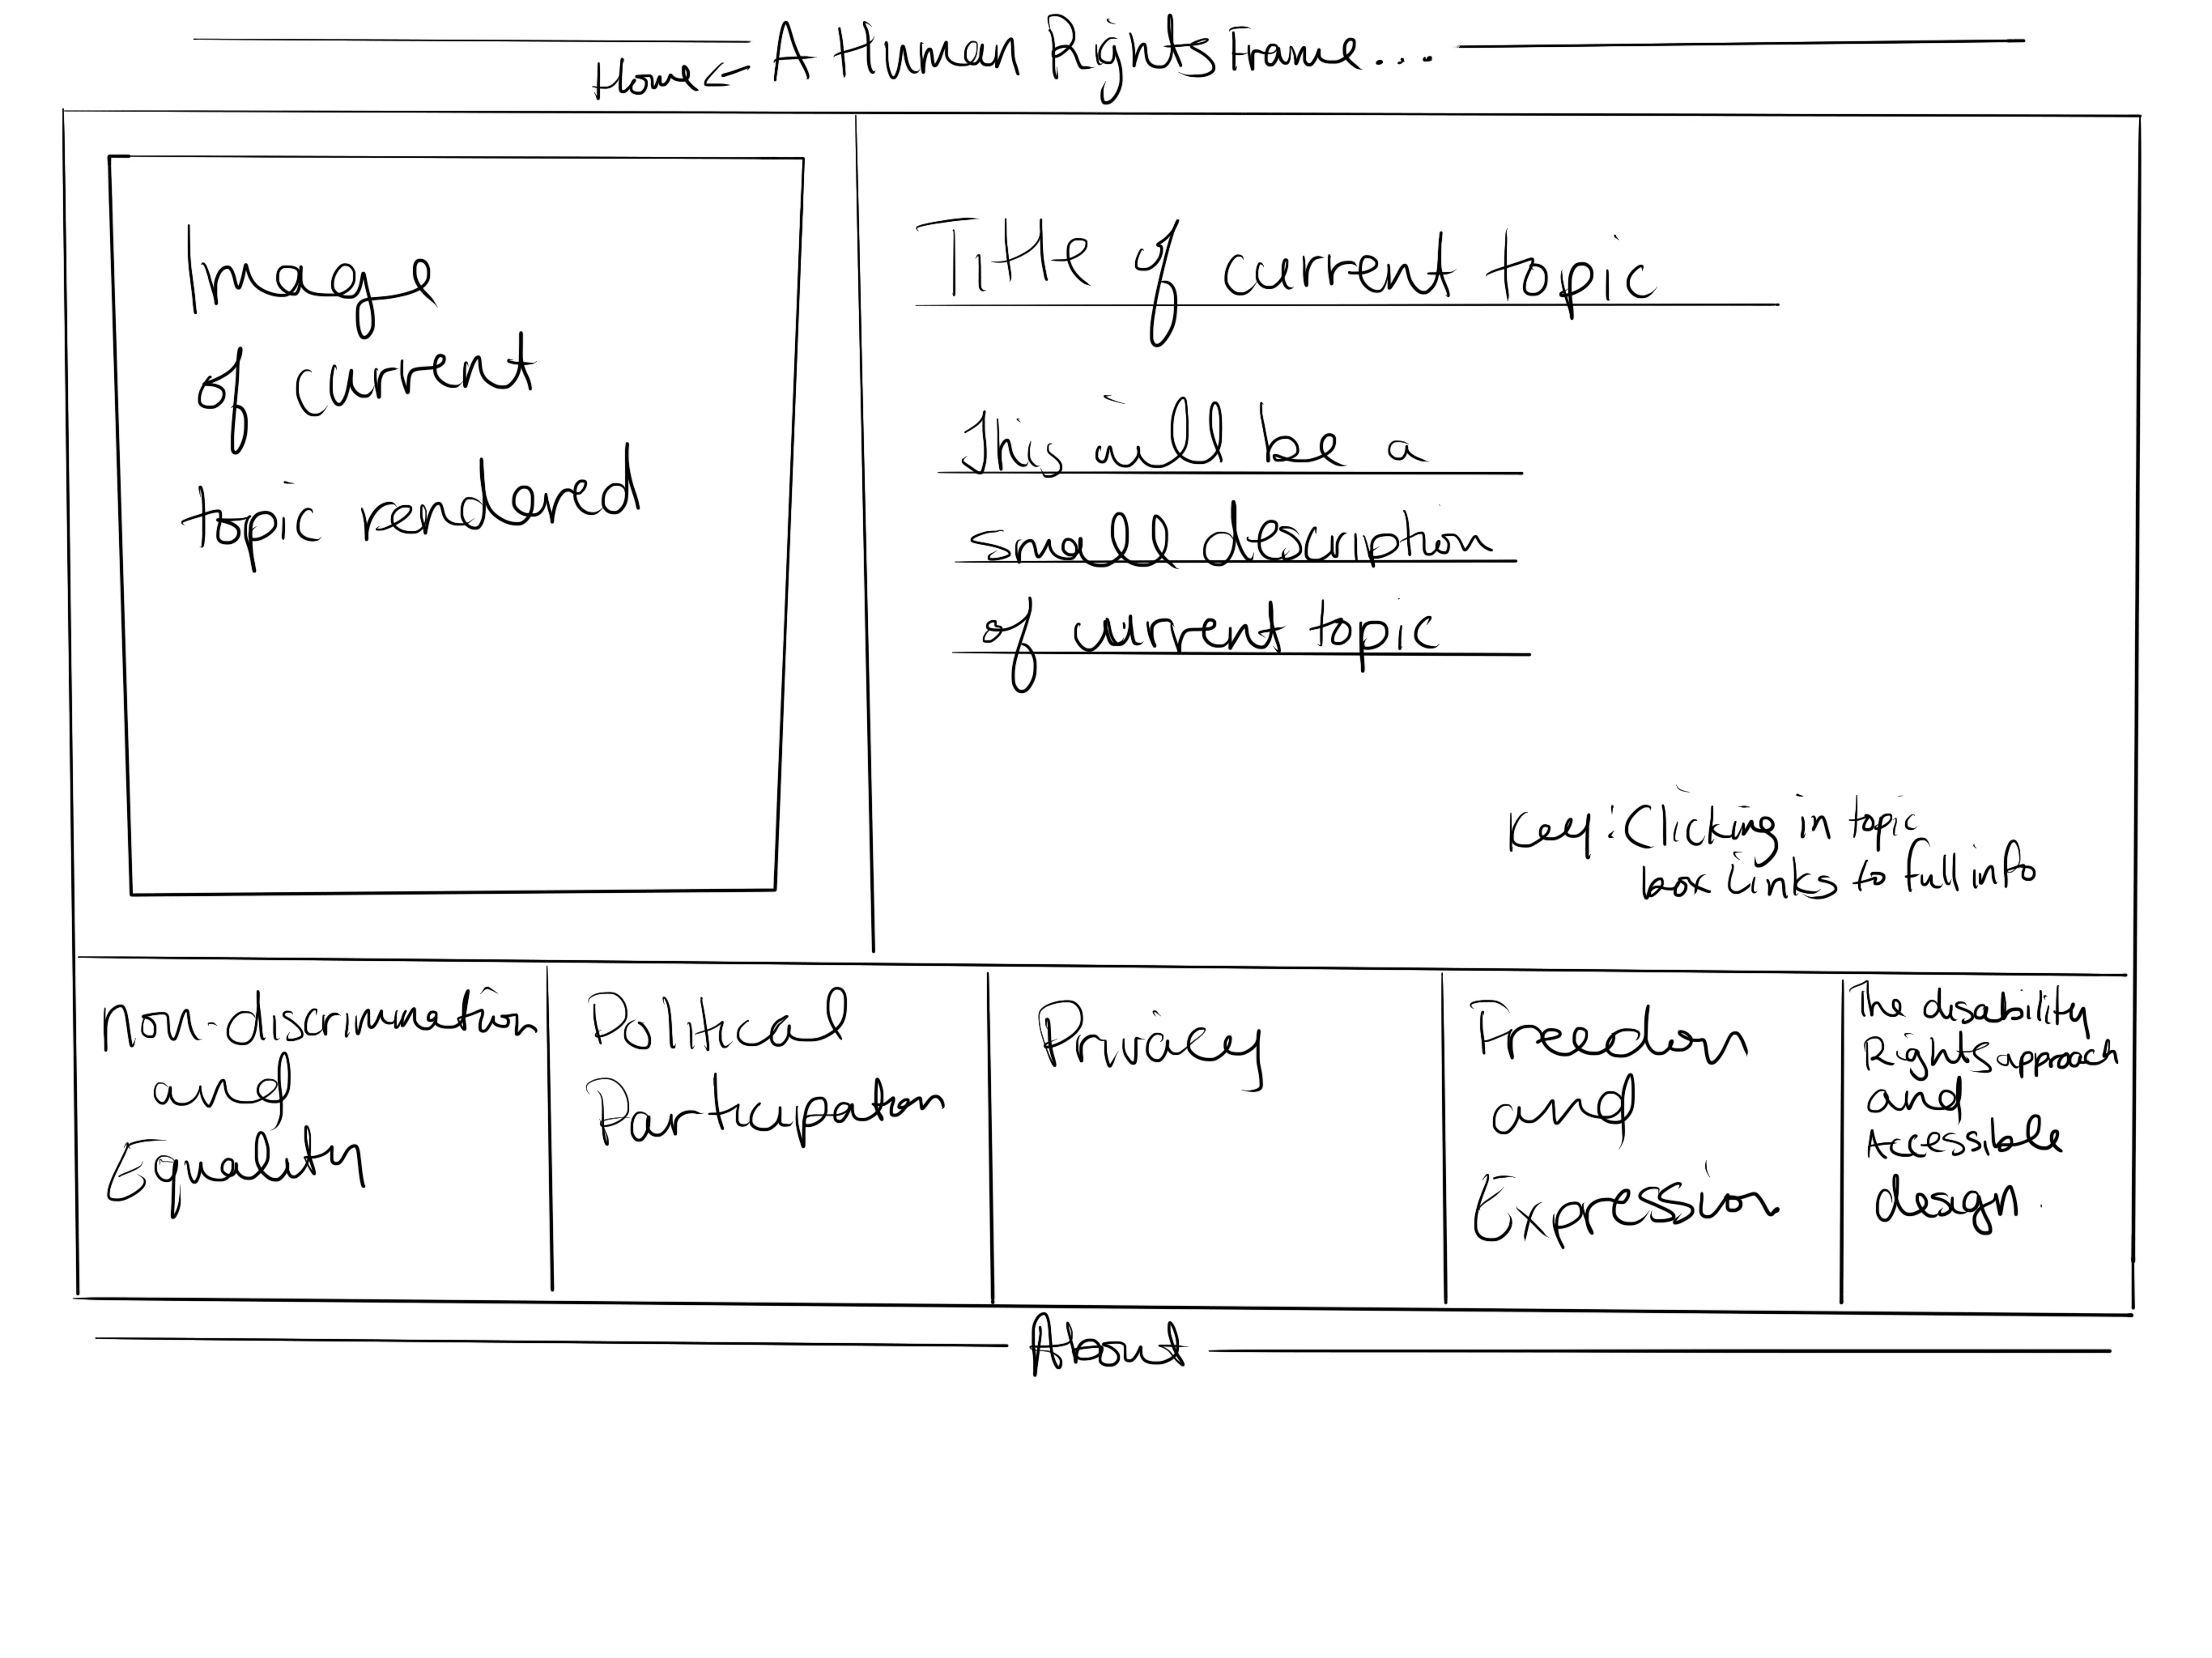 A Human Rights Frame...
Home ←
Image
of current
topic rendered
Title of current topic
This will be a
small description
of current topic
Key: Clicking in topic
box Links to full info
Non-discrimination
and
Equality
Political
Participation
Privacy
Freedom
and
Expression
The disability
Rights approach
and
Accessible
design.
About